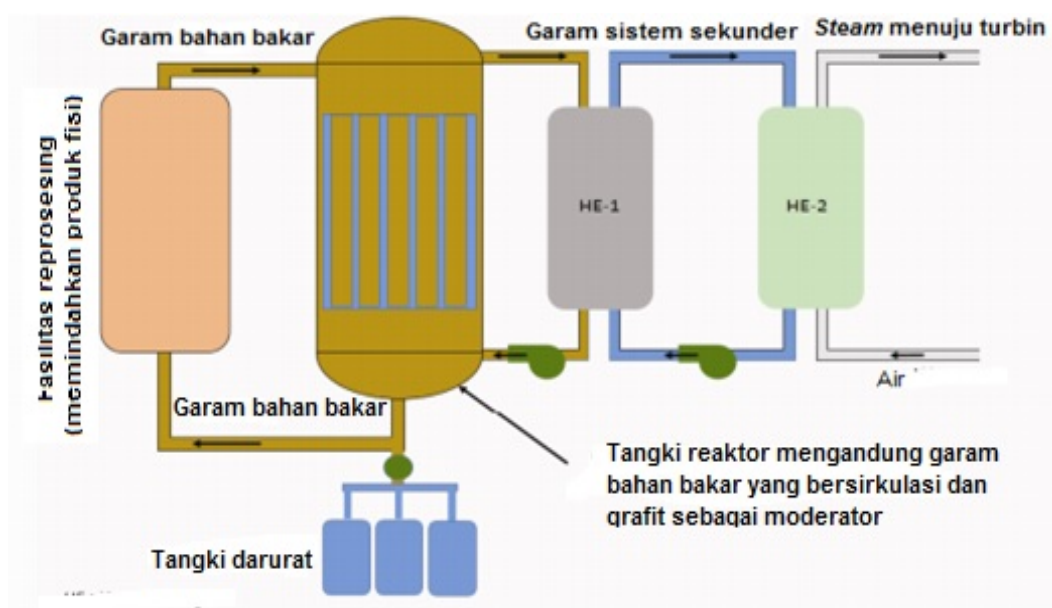 Garam bahan bakar
Garam sistem sekunder
Steam menuju turbin
Fasilitas reprosesing
(memindahkan produk fisi)
HE-1
HE-2
Air
Garam bahan bakar
Tangki reaktor mengandung garam
bahan bakar yang bersirkulasi dan
grafit sebagai moderator
Tangki darurat